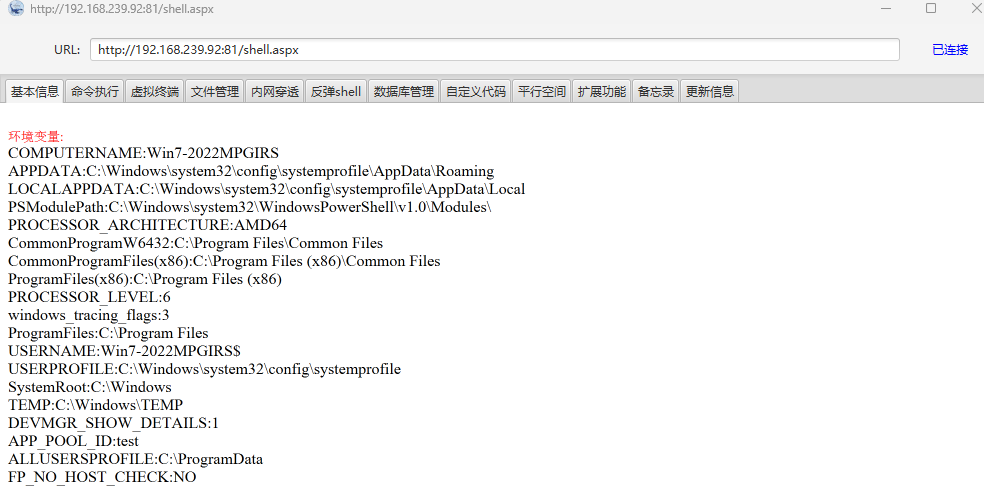 http://192.168.239.92:81/shell.aspx
URL: http://192.168.239.92:81/shell.aspx 已连接
基本信息 命令执行 虚拟终端 文件管理 内网穿透 反弹shell 数据库管理 自定义代码 平行空间 扩展功能 备忘录 更新信息
环境变量:
COMPUTERNAME:Win7-2022MPGIRS
APPDATA:C:\Windows\system32\config\systemprofile\AppData\Roaming
LOCALAPPDATA:C:\Windows\system32\config\systemprofile\AppData\Local
PSModulePath:C:\Windows\system32\WindowsPowerShell\v1.0\Modules\
PROCESSOR_ARCHITECTURE:AMD64
CommonProgramW6432:C:\Program Files\Common Files
CommonProgramFiles(x86):C:\Program Files (x86)\Common Files
ProgramFiles(x86):C:\Program Files (x86)
PROCESSOR_LEVEL:6
windows_tracing_flags:3
ProgramFiles:C:\Program Files
USERNAME:Win7-2022MPGIRS$
USERPROFILE:C:\Windows\system32\config\systemprofile
SystemRoot:C:\Windows
TEMP:C:\Windows\TEMP
DEVMGR_SHOW_DETAILS:1
APP_POOL_ID:test
ALLUSERSPROFILE:C:\ProgramData
FP_NO_HOST_CHECK:NO